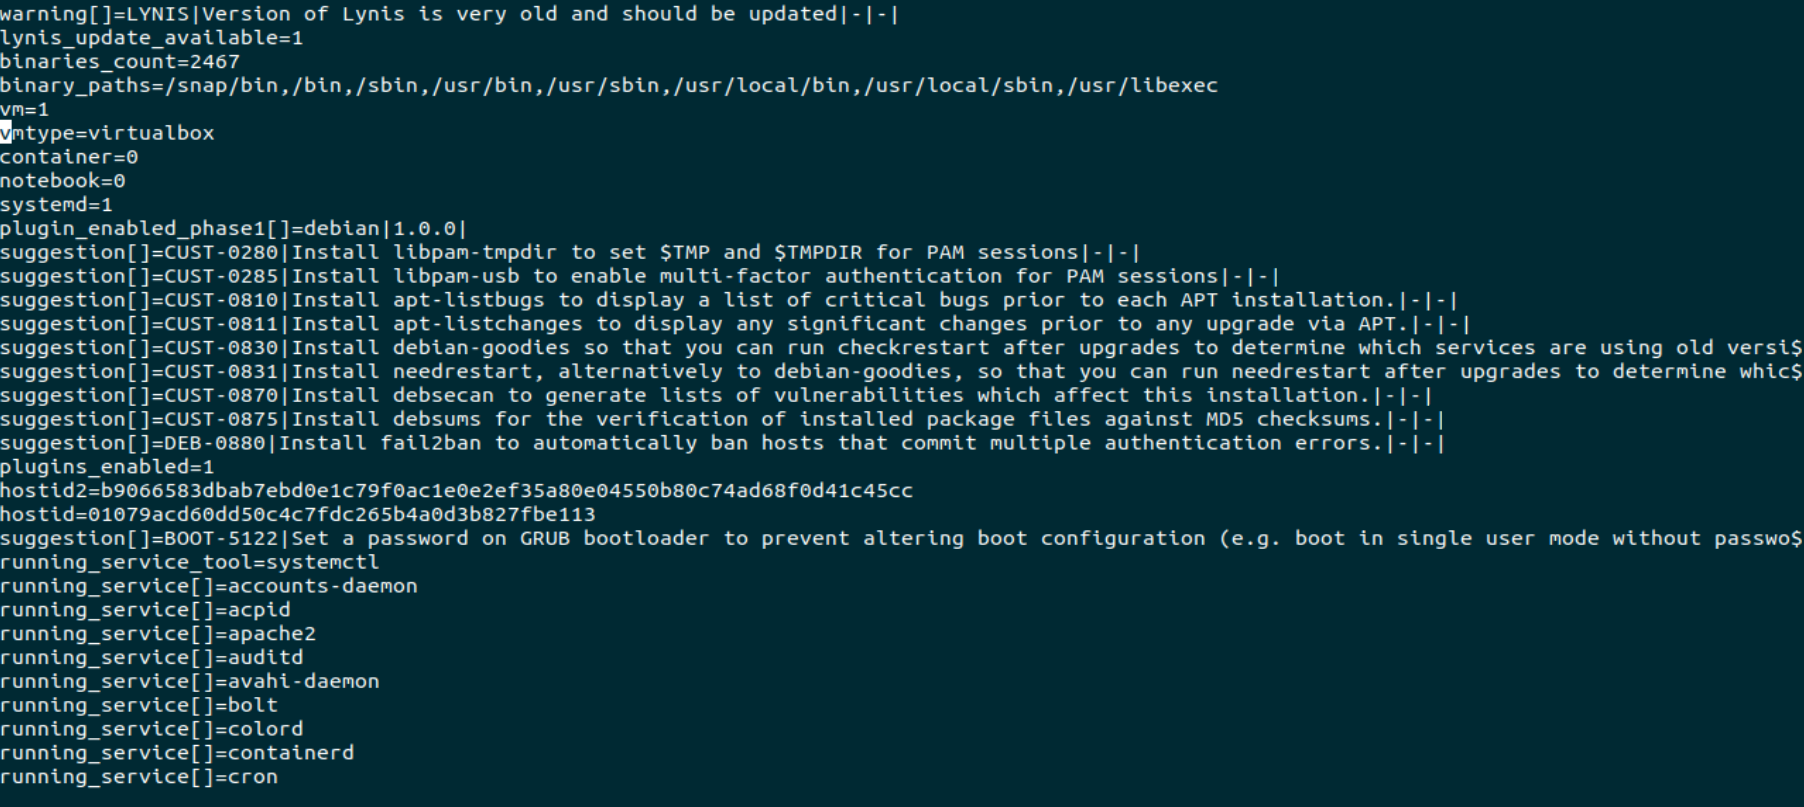 warning[]=LYNIS|Version of Lynis is very old and should be updated|-|-|
lynis_update_available=1
binaries_count=2467
binary_paths=/snap/bin,/bin,/sbin,/usr/bin,/usr/sbin,/usr/local/bin,/usr/local/sbin,/usr/libexec
vm=1
vmtype=virtualbox
container=0
notebook=0
systemd=1
plugin_enabled_phase1[]=debian|1.0.0|
suggestion[]=CUST-0280|Install libpam-tmpdir to set $TMP and $TMPDIR for PAM sessions|-|-|
suggestion[]=CUST-0285|Install libpam-usb to enable multi-factor authentication for PAM sessions|-|-|
suggestion[]=CUST-0810|Install apt-listbugs to display a list of critical bugs prior to each APT installation.|-|-|
suggestion[]=CUST-0811|Install apt-listchanges to display any significant changes prior to any upgrade via APT.|-|-|
suggestion[]=CUST-0830|Install debian-goodies so that you can run checkrestart after upgrades to determine which services are using old versi$
suggestion[]=CUST-0831|Install needrestart, alternatively to debian-goodies, so that you can run needrestart after upgrades to determine whic$
suggestion[]=CUST-0870|Install debsecan to generate lists of vulnerabilities which affect this installation.|-|-|
suggestion[]=CUST-0875|Install debsums for the verification of installed package files against MD5 checksums.|-|-|
suggestion[]=DEB-0880|Install fail2ban to automatically ban hosts that commit multiple authentication errors.|-|-|
plugins_enabled=1
hostid2=b9066583dbab7ebd0e1c79f0ac1e0e2ef35a80e04550b80c74ad68f0d41c45cc
hostid=01079acd60dd50c4c7fdc265b4a0d3b827fbe113
suggestion[]=BOOT-5122|Set a password on GRUB bootloader to prevent altering boot configuration (e.g. boot in single user mode without passwo$
running_service_tool=systemctl
running_service[]=accounts-daemon
running_service[]=acpid
running_service[]=apache2
running_service[]=auditd
running_service[]=avahi-daemon
running_service[]=bolt
running_service[]=colord
running_service[]=containerd
running_service[]=cron